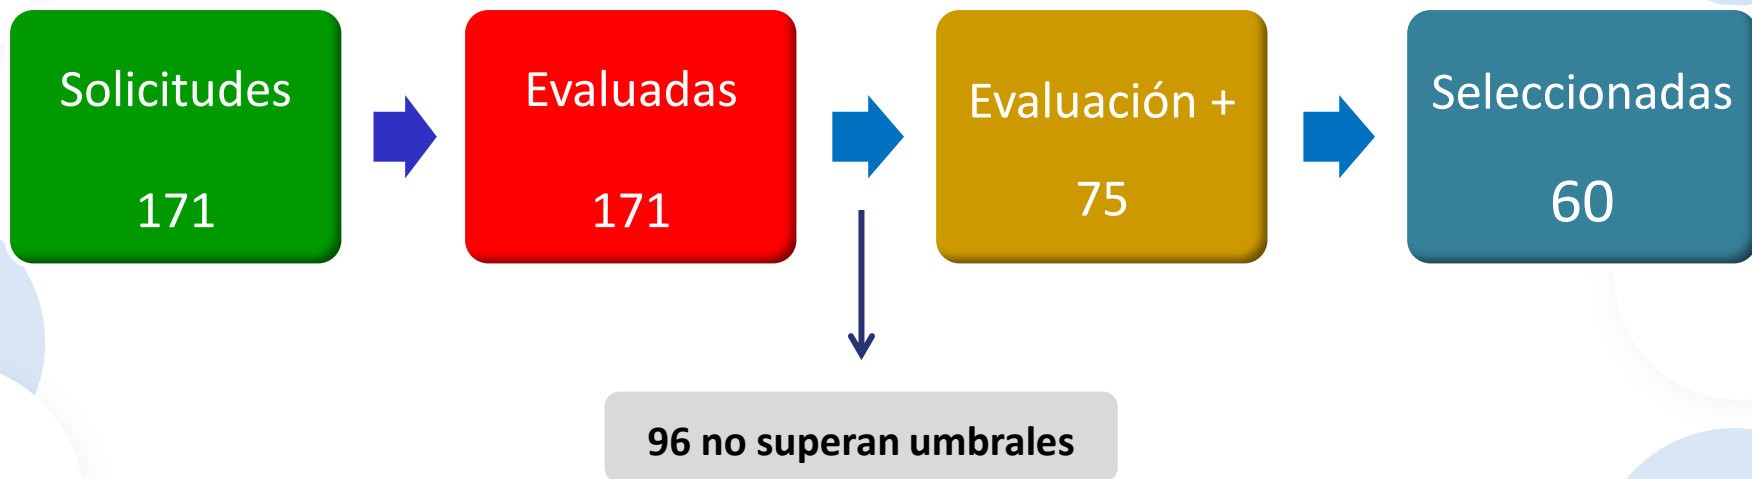 Solicitudes
171
Evaluadas
171
Evaluación +
75
Seleccionadas
60
96 no superan umbrales